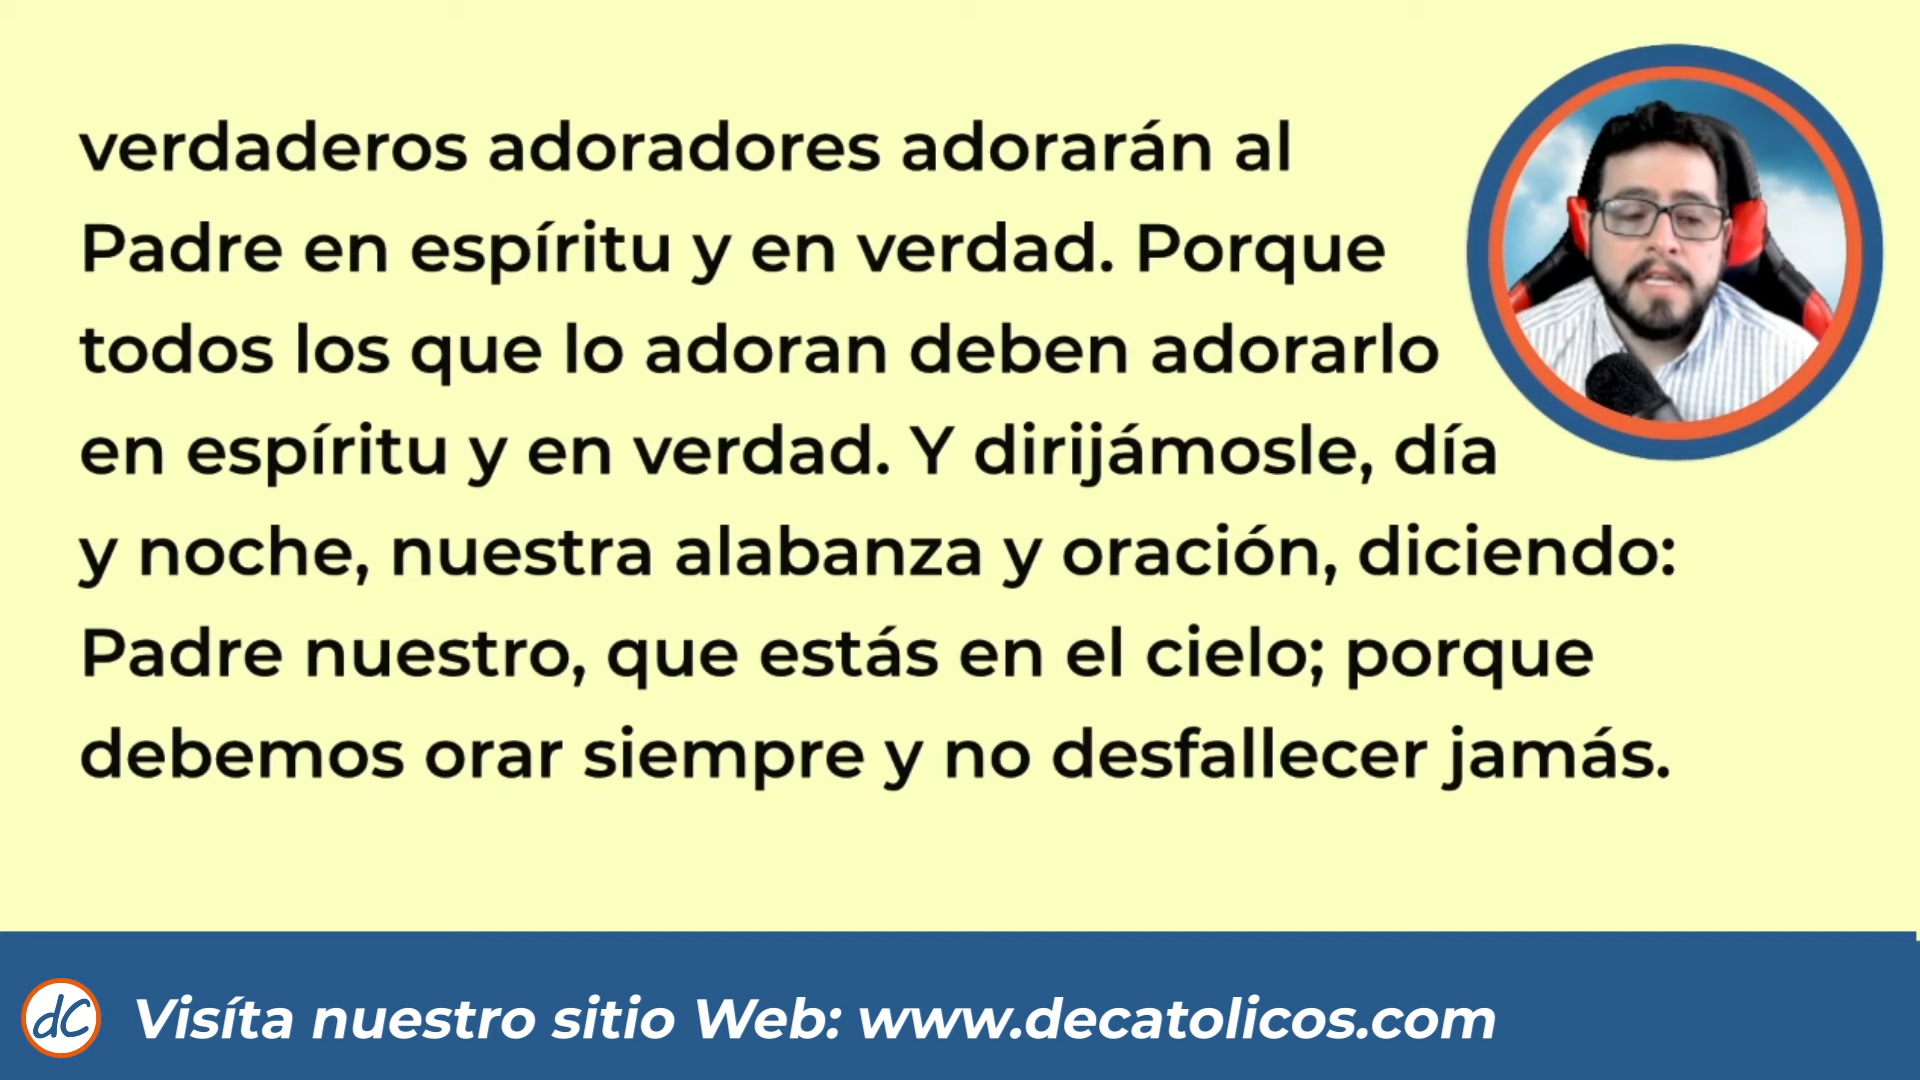 verdaderos adoradores adorarán al
Padre en espíritu y en verdad. Porque
todos los que lo adoran deben adorarlo
en espíritu y en verdad. Y dirijámosle, día
y noche, nuestra alabanza y oración, diciendo:
Padre nuestro, que estás en el cielo; porque
debemos orar siempre y no desfallecer jamás.
dC Visíta nuestro sitio Web: www.decatolicos.com